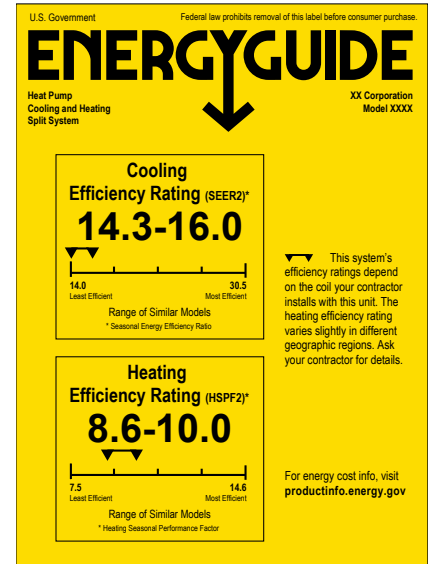 U.S. Government
Federal law prohibits removal of this label before consumer purchase.
ENERGYGUIDE
Heat Pump
Cooling and Heating
Split System
XX Corporation
Model XXXX
Cooling
Efficiency Rating (SEER2)*
14.3-16.0
14.0
30.5
Least Efficient
Most Efficient
Range of Similar Models
* Seasonal Energy Efficiency Ratio
This system's
efficiency ratings depend
on the coil your contractor
installs with this unit. The
heating efficiency rating
varies slightly in different
geographic regions. Ask
your contractor for details.
Heating
Efficiency Rating (HSPF2)*
8.6-10.0
7.5
14.6
Least Efficient
Most Efficient
Range of Similar Models
* Heating Seasonal Performance Factor
For energy cost info, visit
productinfo.energy.gov